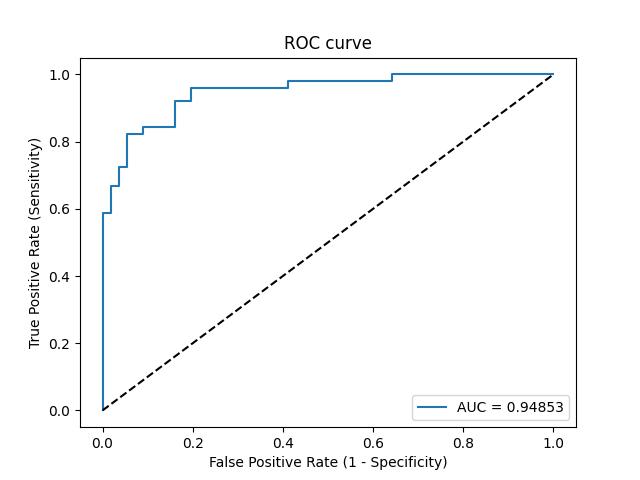 ROC curve
True Positive Rate (Sensitivity)
1.0
0.8
0.6
0.4
0.2
0.0
0.0 0.2 0.4 0.6 0.8 1.0
False Positive Rate (1 - Specificity)
AUC = 0.94853